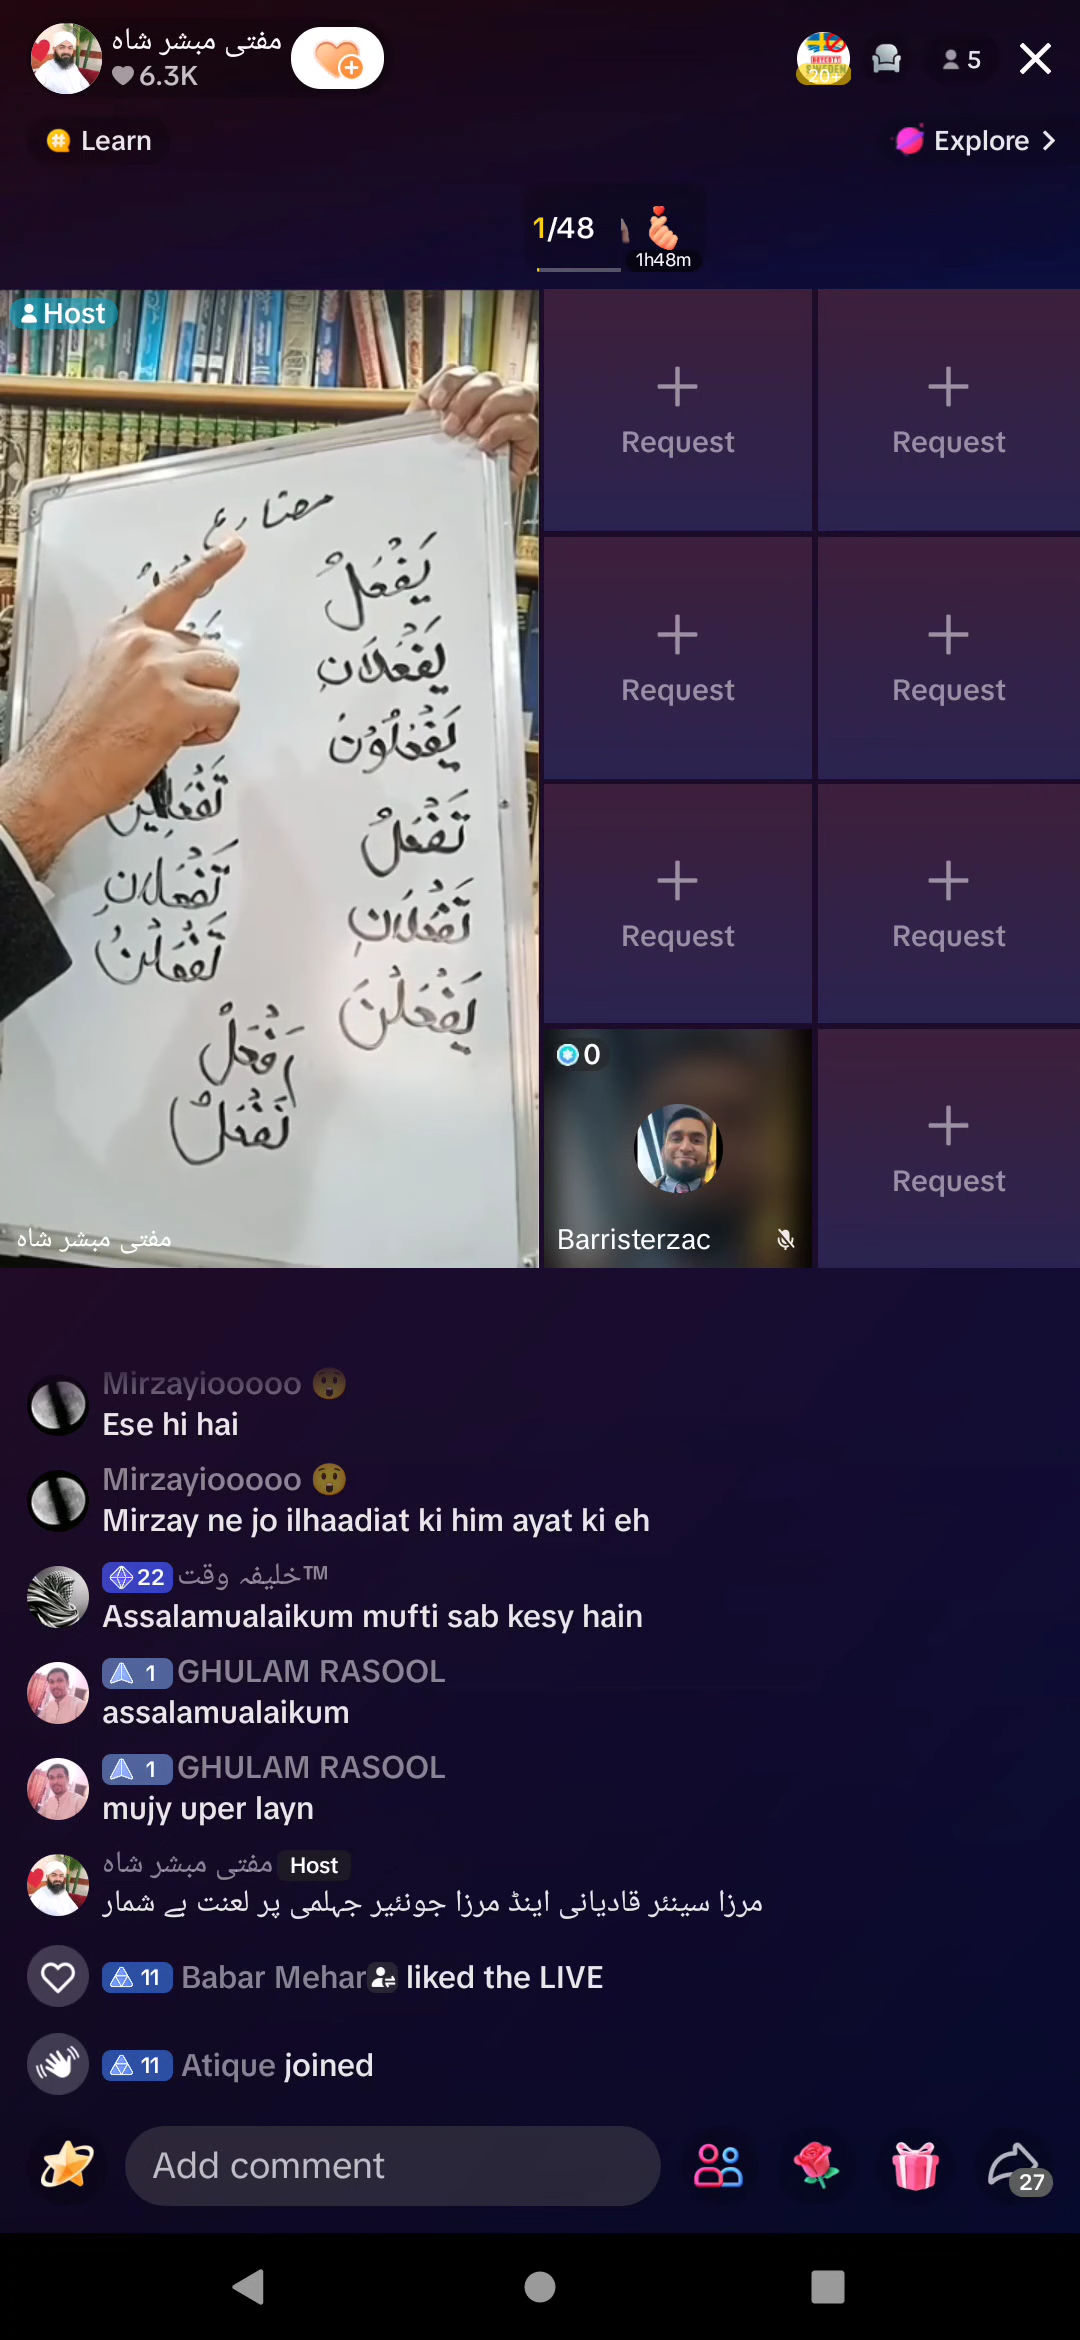 مفتی مبشر شاہ
6.3K
20+
5
Learn
Explore
1/48
1h48m
Host
مضارع
يَفْعَلُ
يَفْعَلَانِ
يَفْعَلُوْنَ
تَفْعَلُ
تَفْعَلَانِ
يَفْعَلْنَ
تَفْعَلِيْنَ
تَفْعَلَانِ
تَفْعَلْنَ
اَفْعَلُ
نَفْعَلُ
مفتی مبشر شاہ
Request
Request
Request
Request
Request
Request
0
Barristerzac
Request
Mirzayiooooo 😲
Ese hi hai
Mirzayiooooo 😲
Mirzay ne jo ilhaadiat ki him ayat ki eh
22 خلیفہ وقت™
Assalamualaikum mufti sab kesy hain
1 GHULAM RASOOL
assalamualaikum
1 GHULAM RASOOL
mujy uper layn
مفتی مبشر شاہ Host
مرزا سینئر قادیانی اینڈ مرزا جونئیر جہلمی پر لعنت بے شمار
11 Babar Mehar liked the LIVE
11 Atique joined
Add comment
27